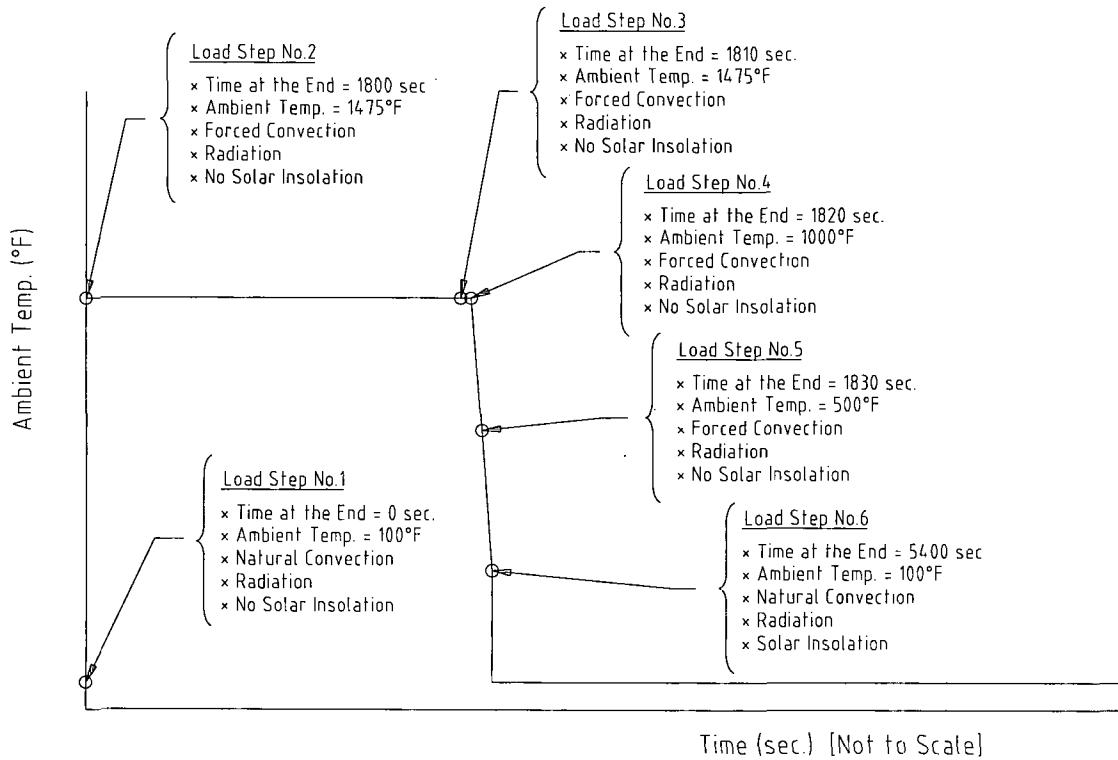 Load Step No.2
× Time at the End = 1800 sec
× Ambient Temp. = 1475°F
× Forced Convection
× Radiation
× No Solar Insolation
Load Step No.3
× Time at the End = 1810 sec.
× Ambient Temp. = 1475°F
× Forced Convection
× Radiation
× No Solar Insolation
Load Step No.4
× Time at the End = 1820 sec.
× Ambient Temp. = 1000°F
× Forced Convection
× Radiation
× No Solar Insolation
Load Step No.5
× Time at the End = 1830 sec.
× Ambient Temp. = 500°F
× Forced Convection
× Radiation
× No Solar Insolation
Load Step No.1
× Time at the End = 0 sec.
× Ambient Temp. = 100°F
× Natural Convection
× Radiation
× No Solar Insolation
Load Step No.6
× Time at the End = 5400 sec
× Ambient Temp. = 100°F
× Natural Convection
× Radiation
× Solar Insolation
Ambient Temp. (°F)
Time (sec.) [Not to Scale]